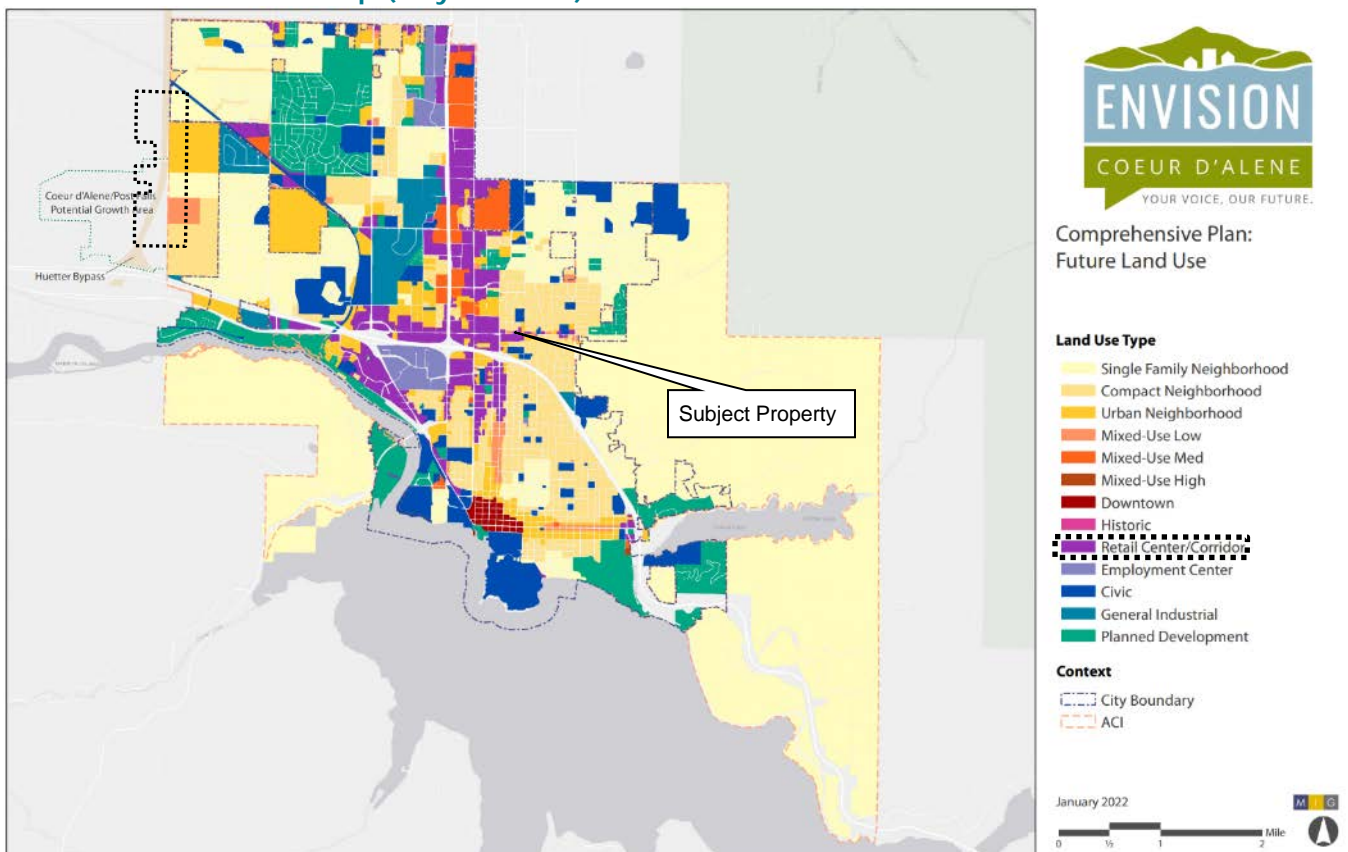 Coeur d'Alene/Post Falls
Potential Growth Area
Huetter Bypass
Subject Property
ENVISION
COEUR D'ALENE
YOUR VOICE, OUR FUTURE.
Comprehensive Plan:
Future Land Use
Land Use Type
Single Family Neighborhood
Compact Neighborhood
Urban Neighborhood
Mixed-Use Low
Mixed-Use Med
Mixed-Use High
Downtown
Historic
Retail Center/Corridor
Employment Center
Civic
General Industrial
Planned Development
Context
City Boundary
ACI
January 2022
M I G
0 ½ 1 2 Mile